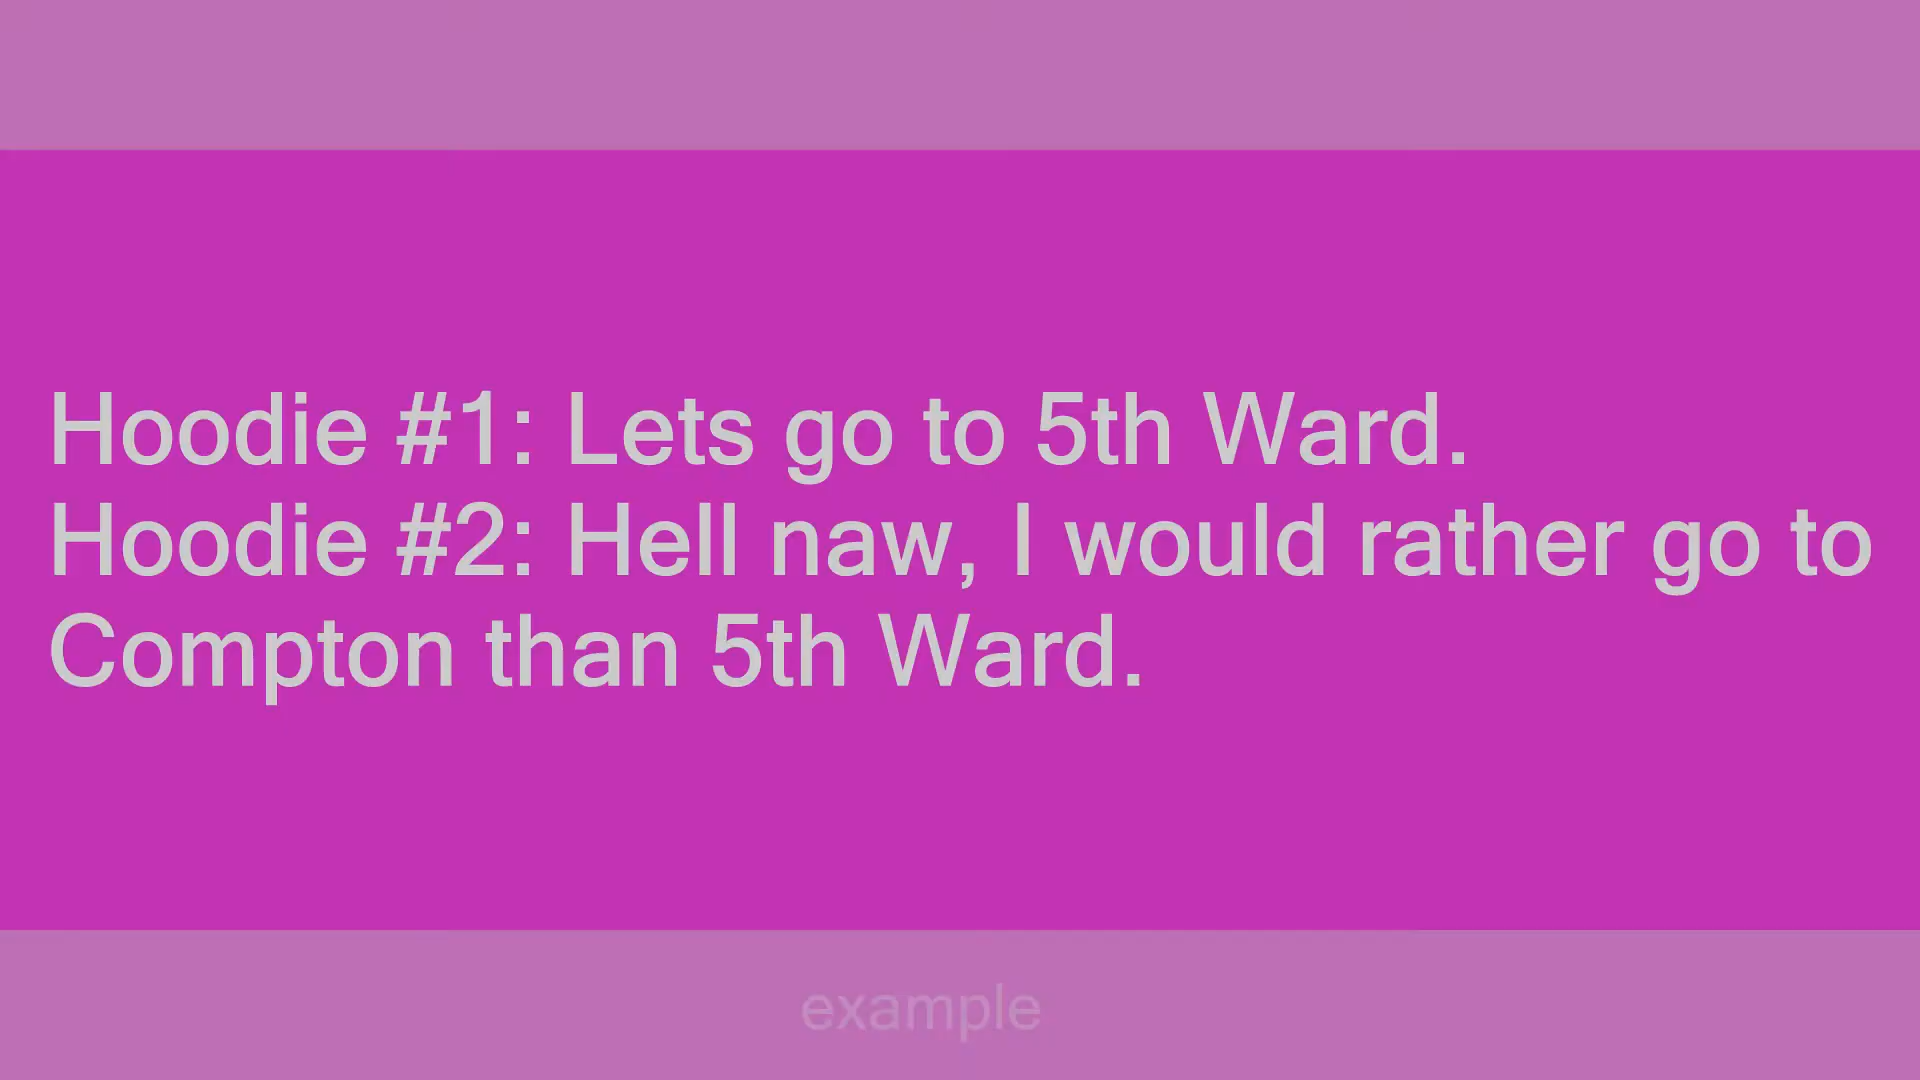 Hoodie #1: Lets go to 5th Ward.
Hoodie #2: Hell naw, I would rather go to
Compton than 5th Ward.
example